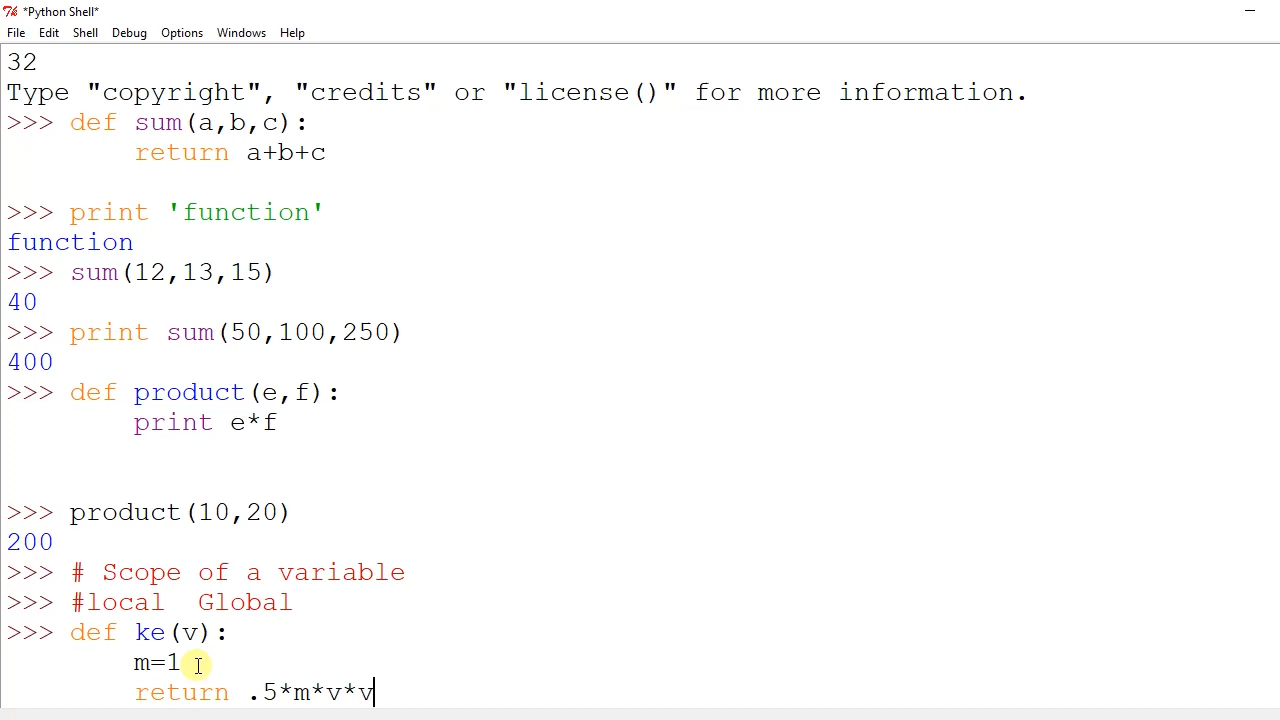 *Python Shell*
File Edit Shell Debug Options Windows Help
32
Type "copyright", "credits" or "license()" for more information.
>>> def sum(a,b,c):
        return a+b+c
>>> print 'function'
function
>>> sum(12,13,15)
40
>>> print sum(50,100,250)
400
>>> def product(e,f):
        print e*f
>>> product(10,20)
200
>>> # Scope of a variable
>>> #local  Global
>>> def ke(v):
        m=1
        return .5*m*v*v